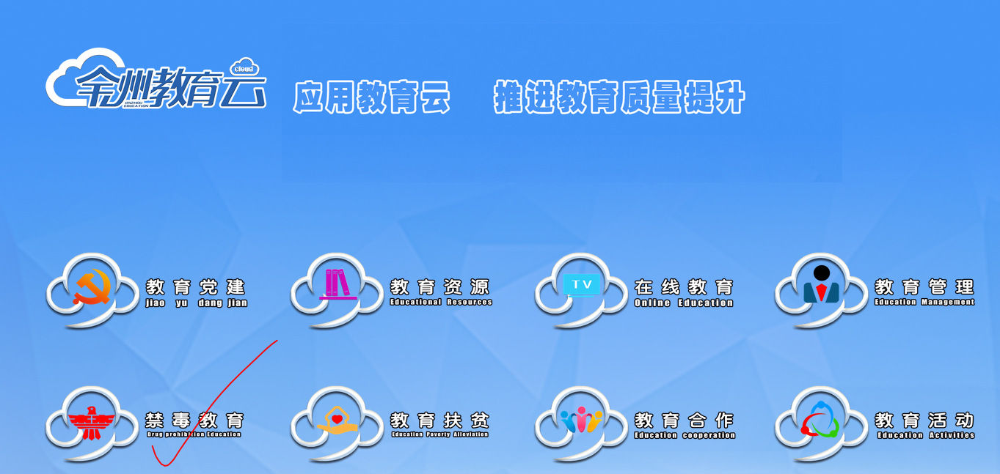 金州教育云
cloud
JINZHOU
EDUCATION
应用教育云 推进教育质量提升
教育党建
jiao yu dang jian
教育资源
Educational Resources
TV
在线教育
Online Education
教育管理
Education Management
禁毒教育
Drug prohibition Education
教育扶贫
Education Poverty Alleviation
教育合作
Education cooperation
教育活动
Education Activities